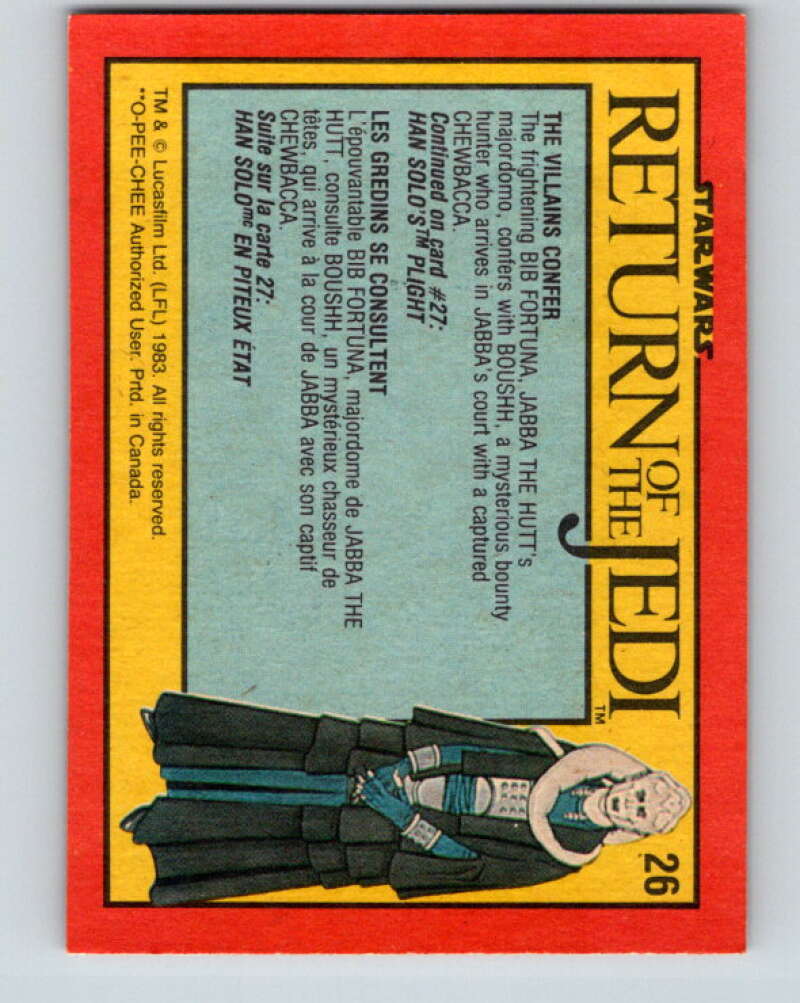 STAR WARS
RETURN OF THE JEDI™
26
THE VILLAINS CONFER
The frightening BIB FORTUNA, JABBA THE HUTT's
majordomo, confers with BOUSHH, a mysterious bounty
hunter who arrives in JABBA's court with a captured
CHEWBACCA.
Continued on card #27:
HAN SOLO'S™ PLIGHT
LES GREDINS SE CONSULTENT
L'épouvantable BIB FORTUNA, majordome de JABBA THE
HUTT, consulte BOUSHH, un mystérieux chasseur de
têtes, qui arrive à la cour de JABBA avec son captif
CHEWBACCA.
Suite sur la carte 27:
HAN SOLOmc EN PITEUX ÉTAT
TM & © Lucasfilm Ltd. (LFL) 1983. All rights reserved.
**O-PEE-CHEE Authorized User. Prtd. in Canada.